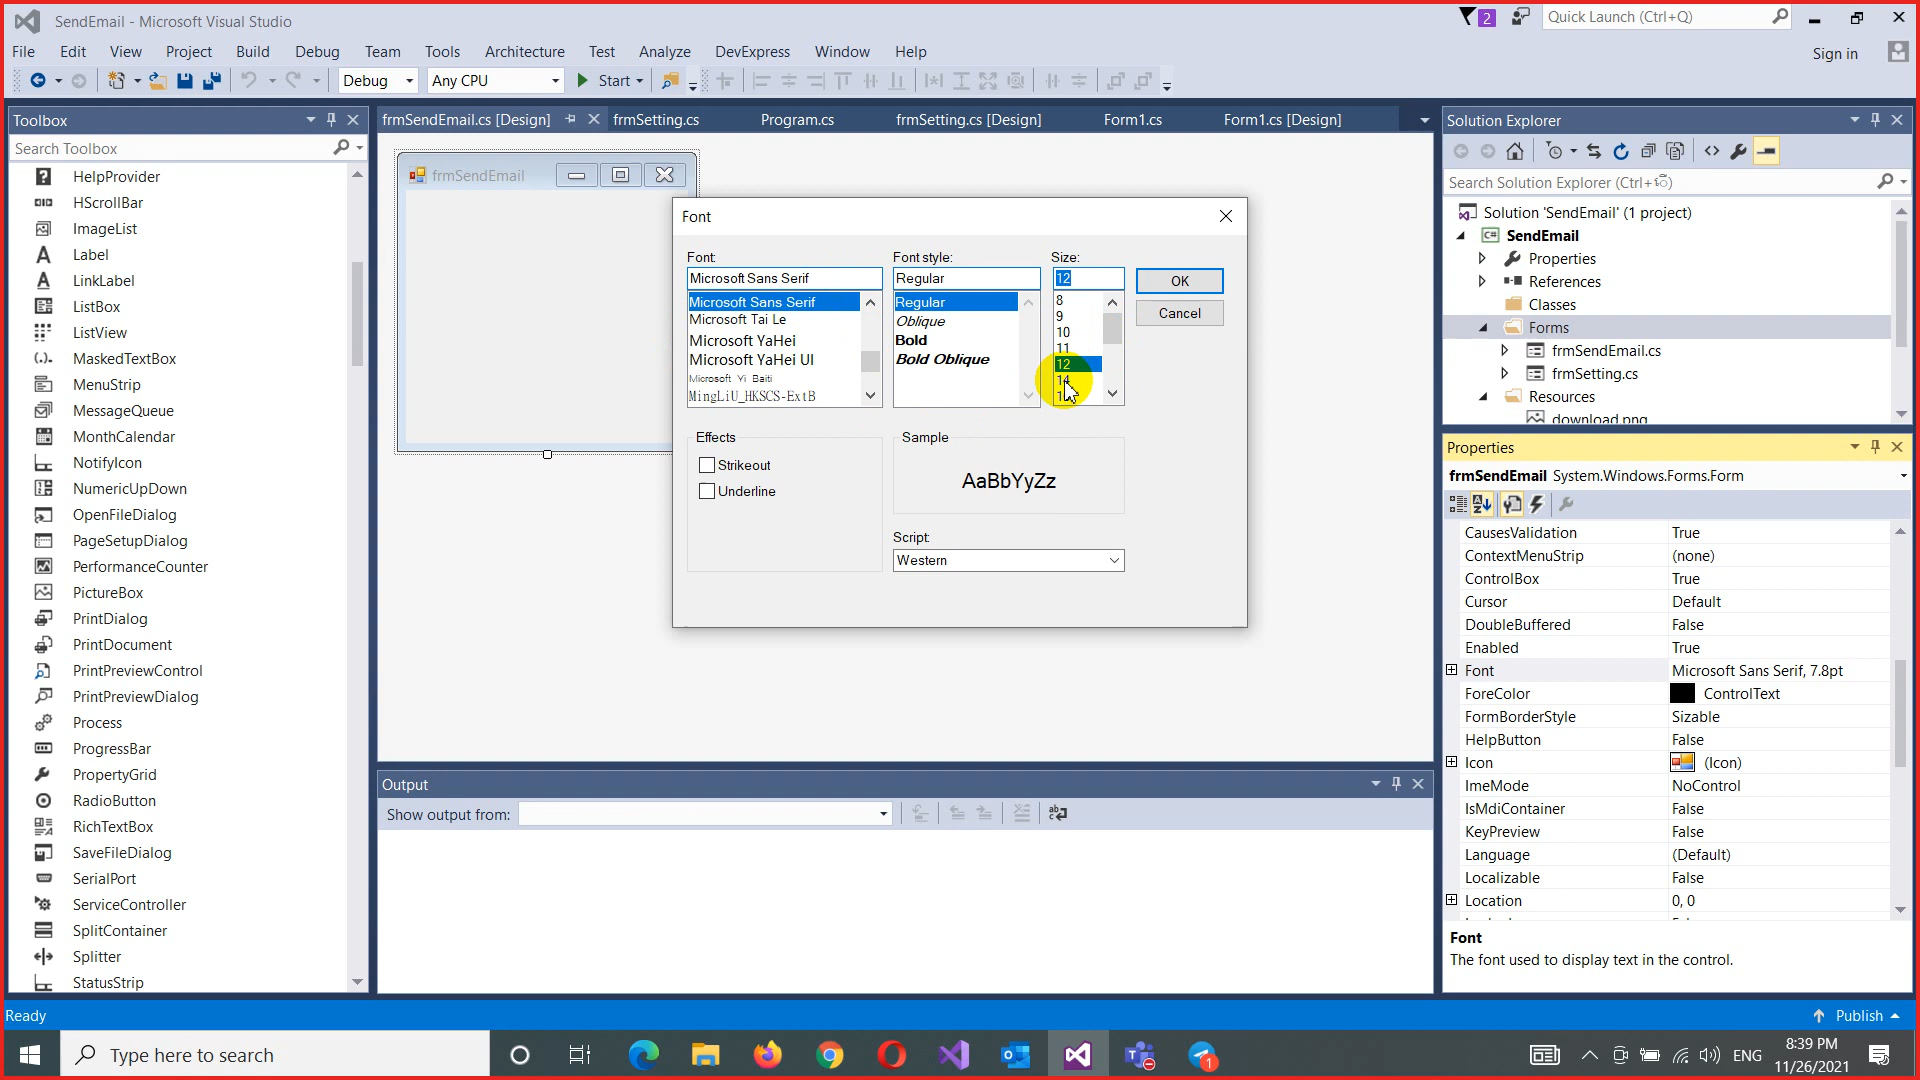 SendEmail - Microsoft Visual Studio
2
Quick Launch (Ctrl+Q)
File Edit View Project Build Debug Team Tools Architecture Test Analyze DevExpress Window Help
Sign in
Debug Any CPU Start
Toolbox
Search Toolbox
HelpProvider
HScrollBar
ImageList
Label
LinkLabel
ListBox
ListView
MaskedTextBox
MenuStrip
MessageQueue
MonthCalendar
NotifyIcon
NumericUpDown
OpenFileDialog
PageSetupDialog
PerformanceCounter
PictureBox
PrintDialog
PrintDocument
PrintPreviewControl
PrintPreviewDialog
Process
ProgressBar
PropertyGrid
RadioButton
RichTextBox
SaveFileDialog
SerialPort
ServiceController
SplitContainer
Splitter
StatusStrip
frmSendEmail.cs [Design] frmSetting.cs Program.cs frmSetting.cs [Design] Form1.cs Form1.cs [Design]
frmSendEmail
Font
Font:
Microsoft Sans Serif
Microsoft Sans Serif
Microsoft Tai Le
Microsoft YaHei
Microsoft YaHei UI
Microsoft Yi Baiti
MingLiU_HKSCS-ExtB
Font style:
Regular
Regular
Oblique
Bold
Bold Oblique
Size:
12
8
9
10
11
12
14
OK
Cancel
Effects
Strikeout
Underline
Sample
AaBbYyZz
Script:
Western
Output
Show output from:
Solution Explorer
Search Solution Explorer (Ctrl+
Solution 'SendEmail' (1 project)
SendEmail
Properties
References
Classes
Forms
frmSendEmail.cs
frmSetting.cs
Resources
download.png
Properties
frmSendEmail System.Windows.Forms.Form
CausesValidation True
ContextMenuStrip (none)
ControlBox True
Cursor Default
DoubleBuffered False
Enabled True
Font Microsoft Sans Serif, 7.8pt
ForeColor ControlText
FormBorderStyle Sizable
HelpButton False
Icon (Icon)
ImeMode NoControl
IsMdiContainer False
KeyPreview False
Language (Default)
Localizable False
Location 0, 0
Font
The font used to display text in the control.
Ready
Publish
Type here to search
1
ENG
8:39 PM
11/26/2021